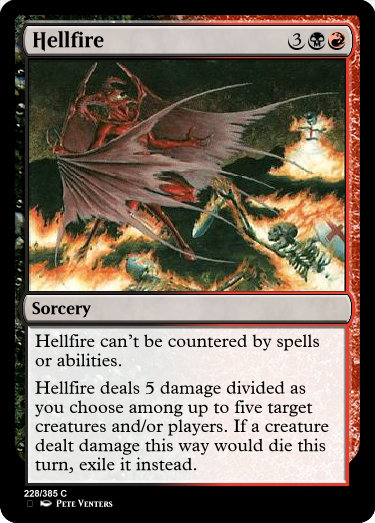 Hellfire 3
Sorcery
Hellfire can't be countered by spells
or abilities.
Hellfire deals 5 damage divided as
you choose among up to five target
creatures and/or players. If a creature
dealt damage this way would die this
turn, exile it instead.
228/385 C
Pete Venters